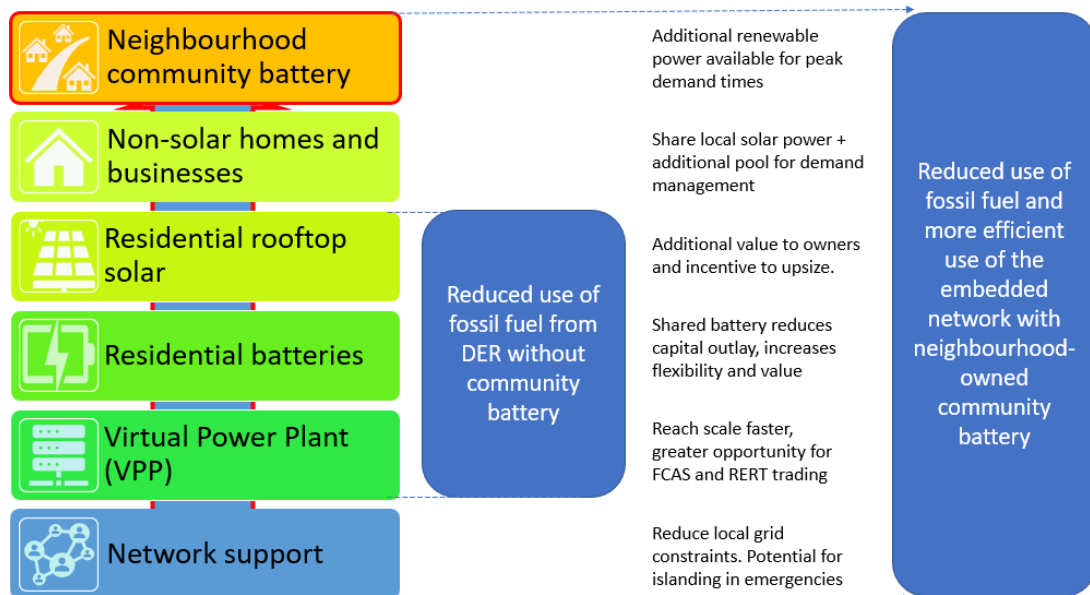 Neighbourhood
community battery
Non-solar homes and
businesses
Residential rooftop
solar
Residential batteries
Virtual Power Plant
(VPP)
Network support
Reduced use of
fossil fuel from
DER without
community
battery
Additional renewable
power available for peak
demand times
Share local solar power +
additional pool for demand
management
Additional value to owners
and incentive to upsize.
Shared battery reduces
capital outlay, increases
flexibility and value
Reach scale faster,
greater opportunity for
FCAS and RERT trading
Reduce local grid
constraints. Potential for
islanding in emergencies
Reduced use of
fossil fuel and
more efficient
use of the
embedded
network with
neighbourhood-
owned
community
battery